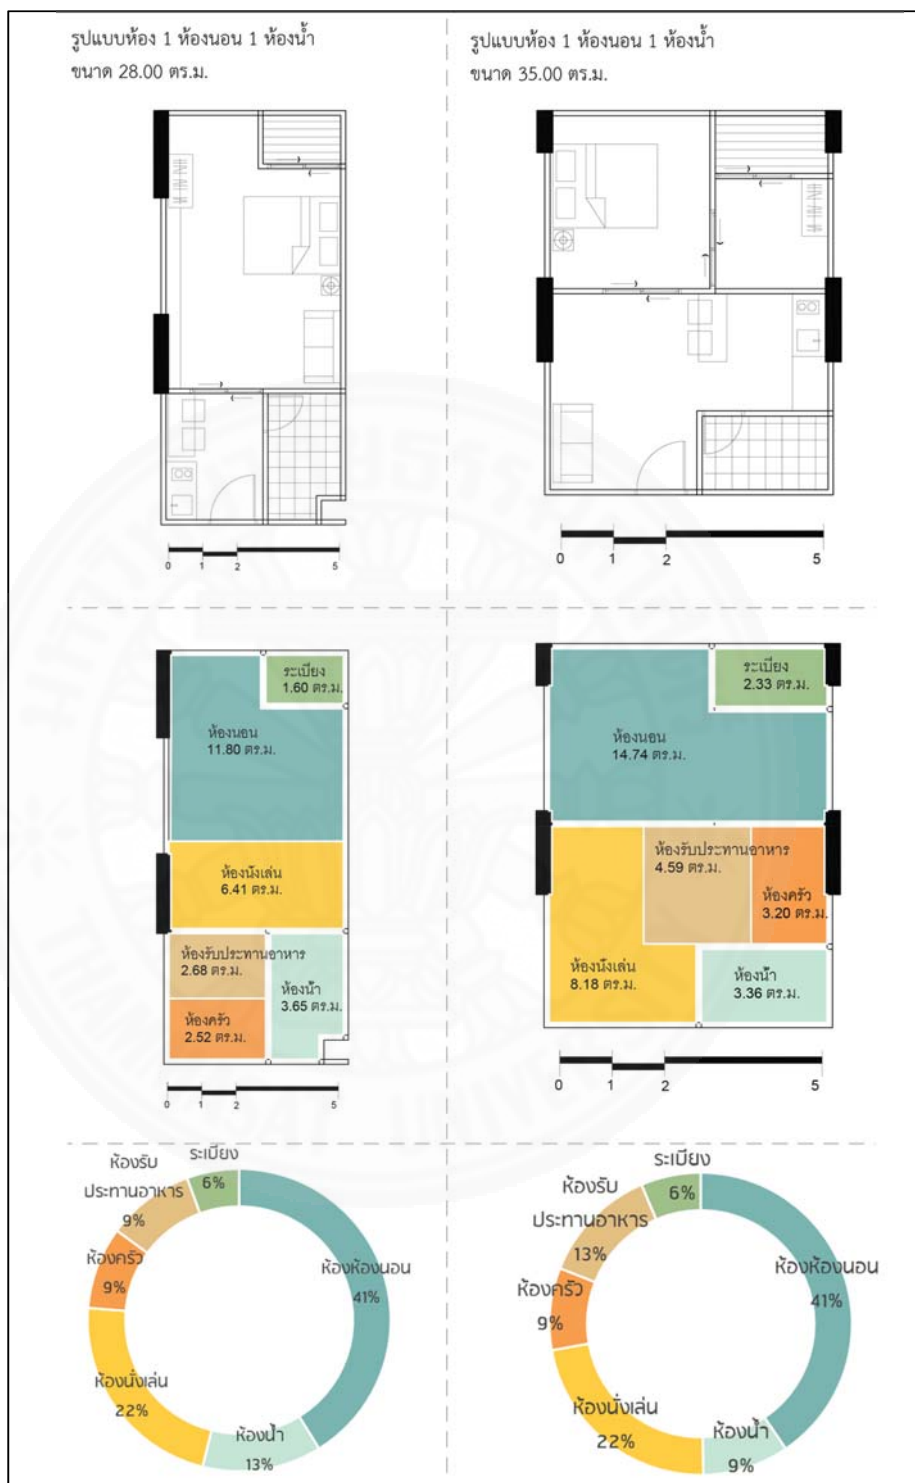 รูปแบบห้อง 1 ห้องนอน 1 ห้องน้ำ
ขนาด 28.00 ตร.ม.
รูปแบบห้อง 1 ห้องนอน 1 ห้องน้ำ
ขนาด 35.00 ตร.ม.
0 1 2 5
0 1 2 5
ระเบียง
1.60 ตร.ม.
ห้องนอน
11.80 ตร.ม.
ห้องนั่งเล่น
6.41 ตร.ม.
ห้องรับประทานอาหาร
2.68 ตร.ม.
ห้องน้ำ
3.65 ตร.ม.
ห้องครัว
2.52 ตร.ม.
0 1 2 5
ระเบียง
2.33 ตร.ม.
ห้องนอน
14.74 ตร.ม.
ห้องรับประทานอาหาร
4.59 ตร.ม.
ห้องครัว
3.20 ตร.ม.
ห้องนั่งเล่น
8.18 ตร.ม.
ห้องน้ำ
3.36 ตร.ม.
0 1 2 5
ระเบียง
6%
ห้องรับ
ประทานอาหาร
9%
ห้องครัว
9%
ห้องห้องนอน
41%
ห้องนั่งเล่น
22%
ห้องน้ำ
13%
ระเบียง
6%
ห้องรับ
ประทานอาหาร
13%
ห้องครัว
9%
ห้องห้องนอน
41%
ห้องนั่งเล่น
22%
ห้องน้ำ
9%